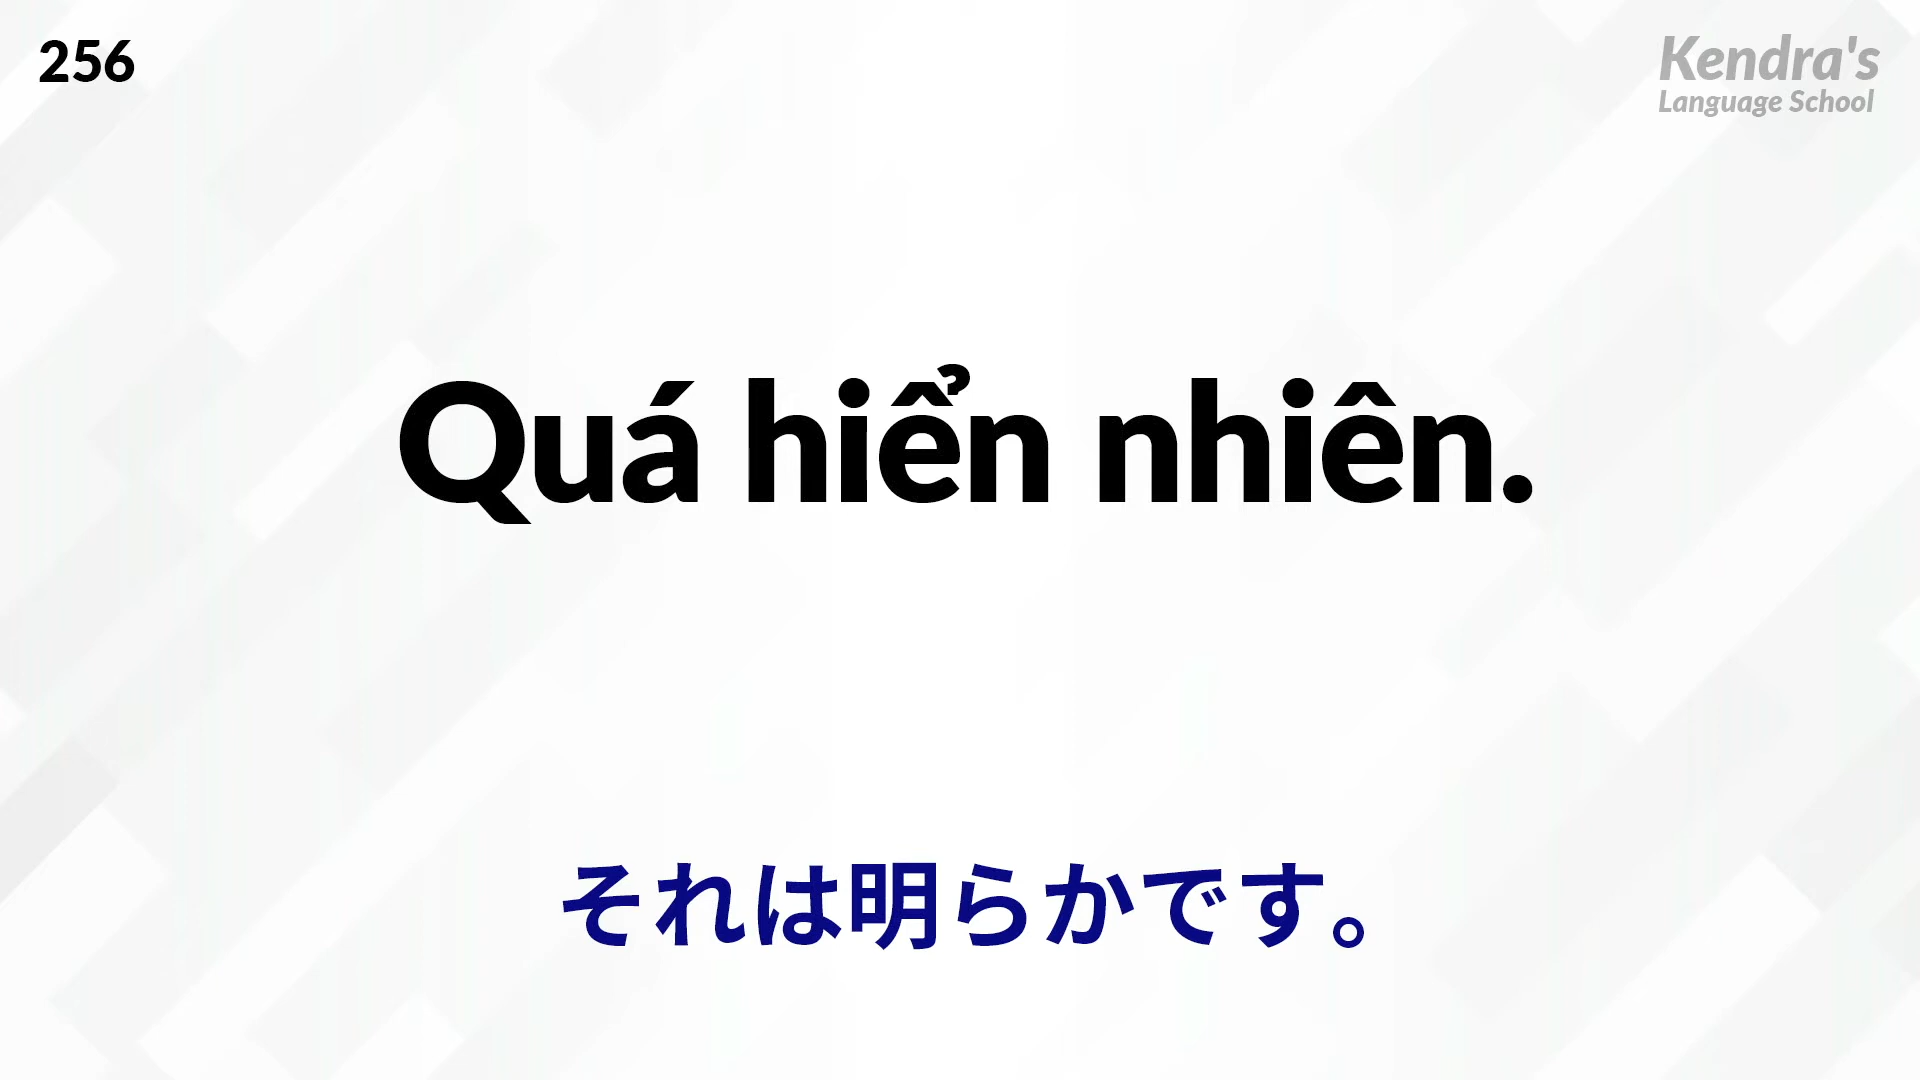 256
Kendra's
Language School
Quá hiển nhiên.
それは明らかです。